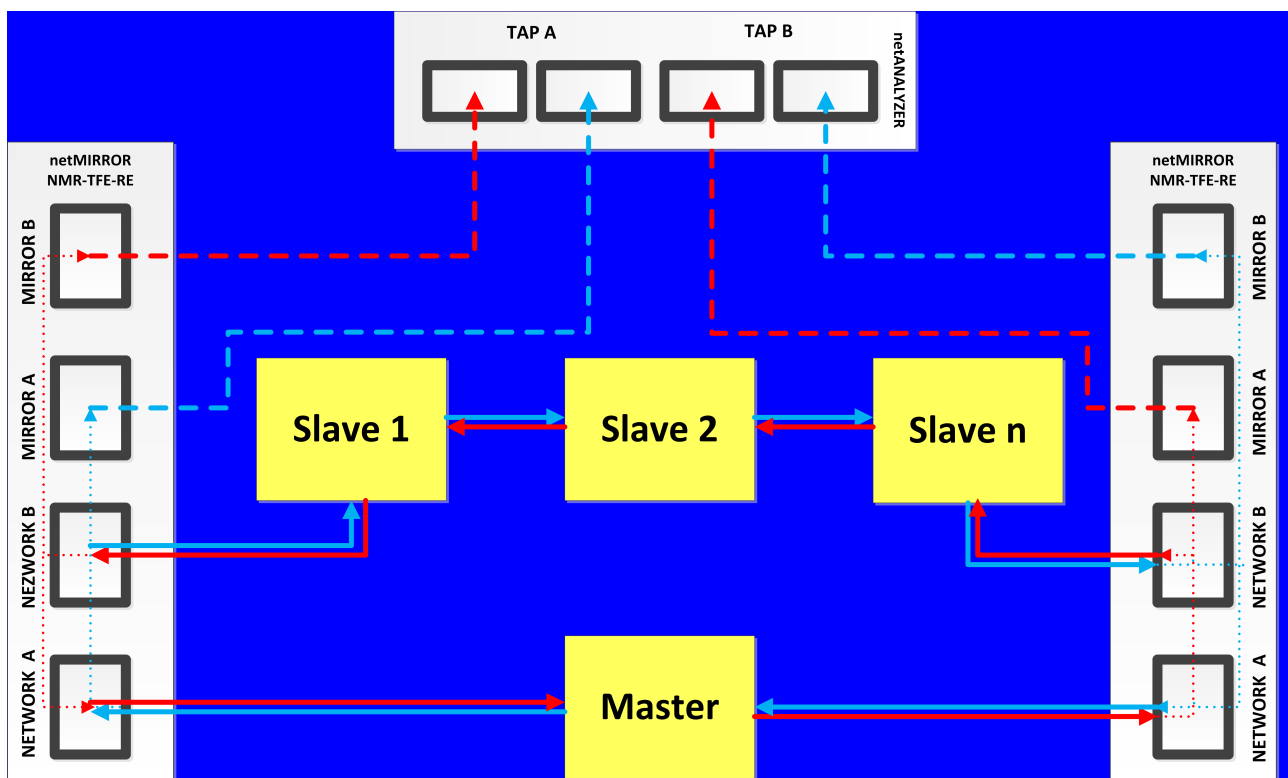 TAP A
TAP B
netANALYZER
netMIRROR
NMR-TFE-RE
MIRROR B
MIRROR A
NEZWORK B
NETWORK A
netMIRROR
NMR-TFE-RE
MIRROR B
MIRROR A
NETWORK B
NETWORK A
Slave 1
Slave 2
Slave n
Master